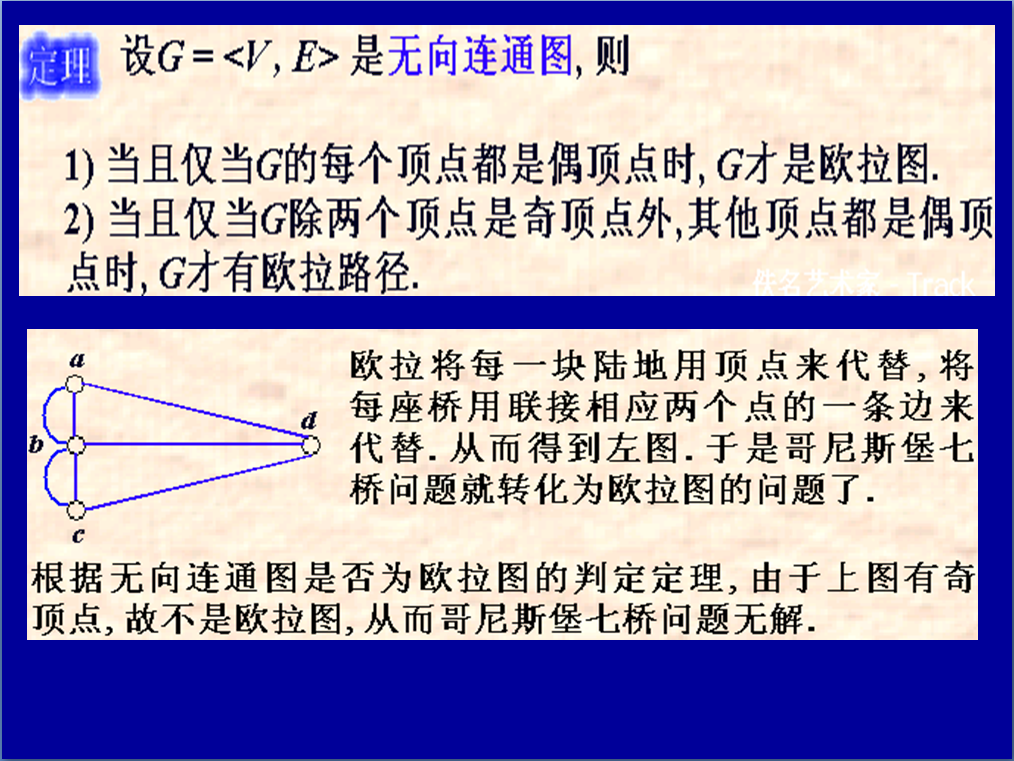 定理 设G = <V, E> 是无向连通图, 则
1) 当且仅当G的每个顶点都是偶顶点时, G才是欧拉图.
2) 当且仅当G除两个顶点是奇顶点外,其他顶点都是偶顶
点时, G才有欧拉路径.
佚名艺术家 - Track
a
b
d
c
欧拉将每一块陆地用顶点来代替, 将
每座桥用联接相应两个点的一条边来
代替. 从而得到左图. 于是哥尼斯堡七
桥问题就转化为欧拉图的问题了.
根据无向连通图是否为欧拉图的判定定理, 由于上图有奇
顶点, 故不是欧拉图, 从而哥尼斯堡七桥问题无解.